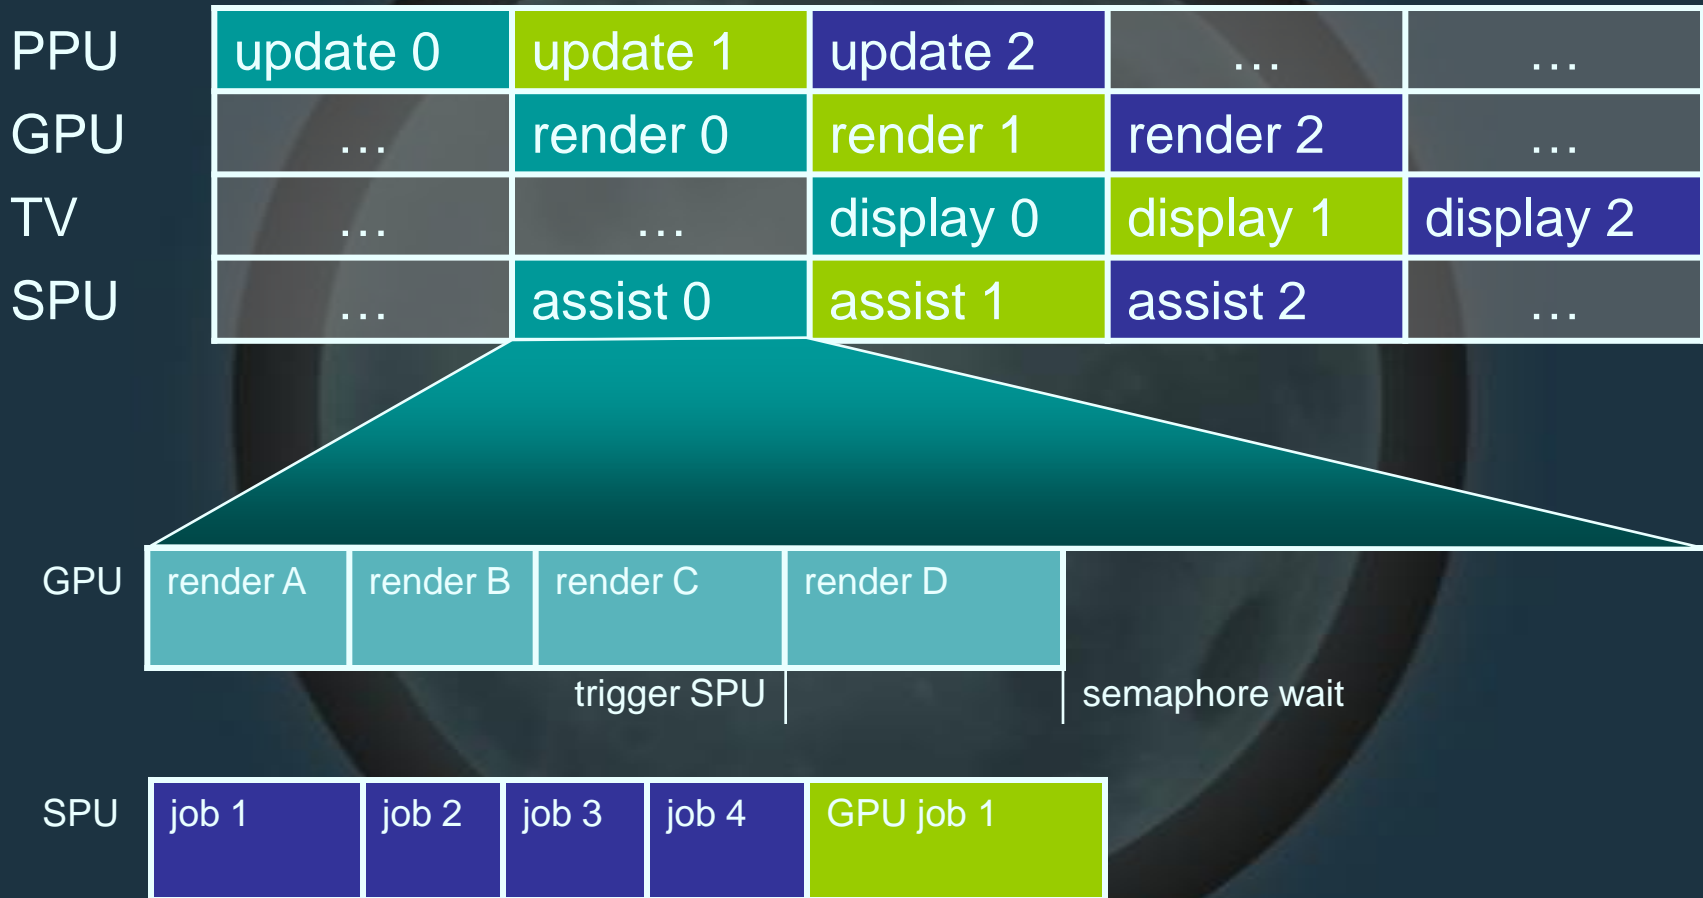 PPU update 0 update 1 update 2 ... ...
GPU ... render 0 render 1 render 2 ...
TV ... ... display 0 display 1 display 2
SPU ... assist 0 assist 1 assist 2 ...
GPU render A render B render C render D
trigger SPU semaphore wait
SPU job 1 job 2 job 3 job 4 GPU job 1